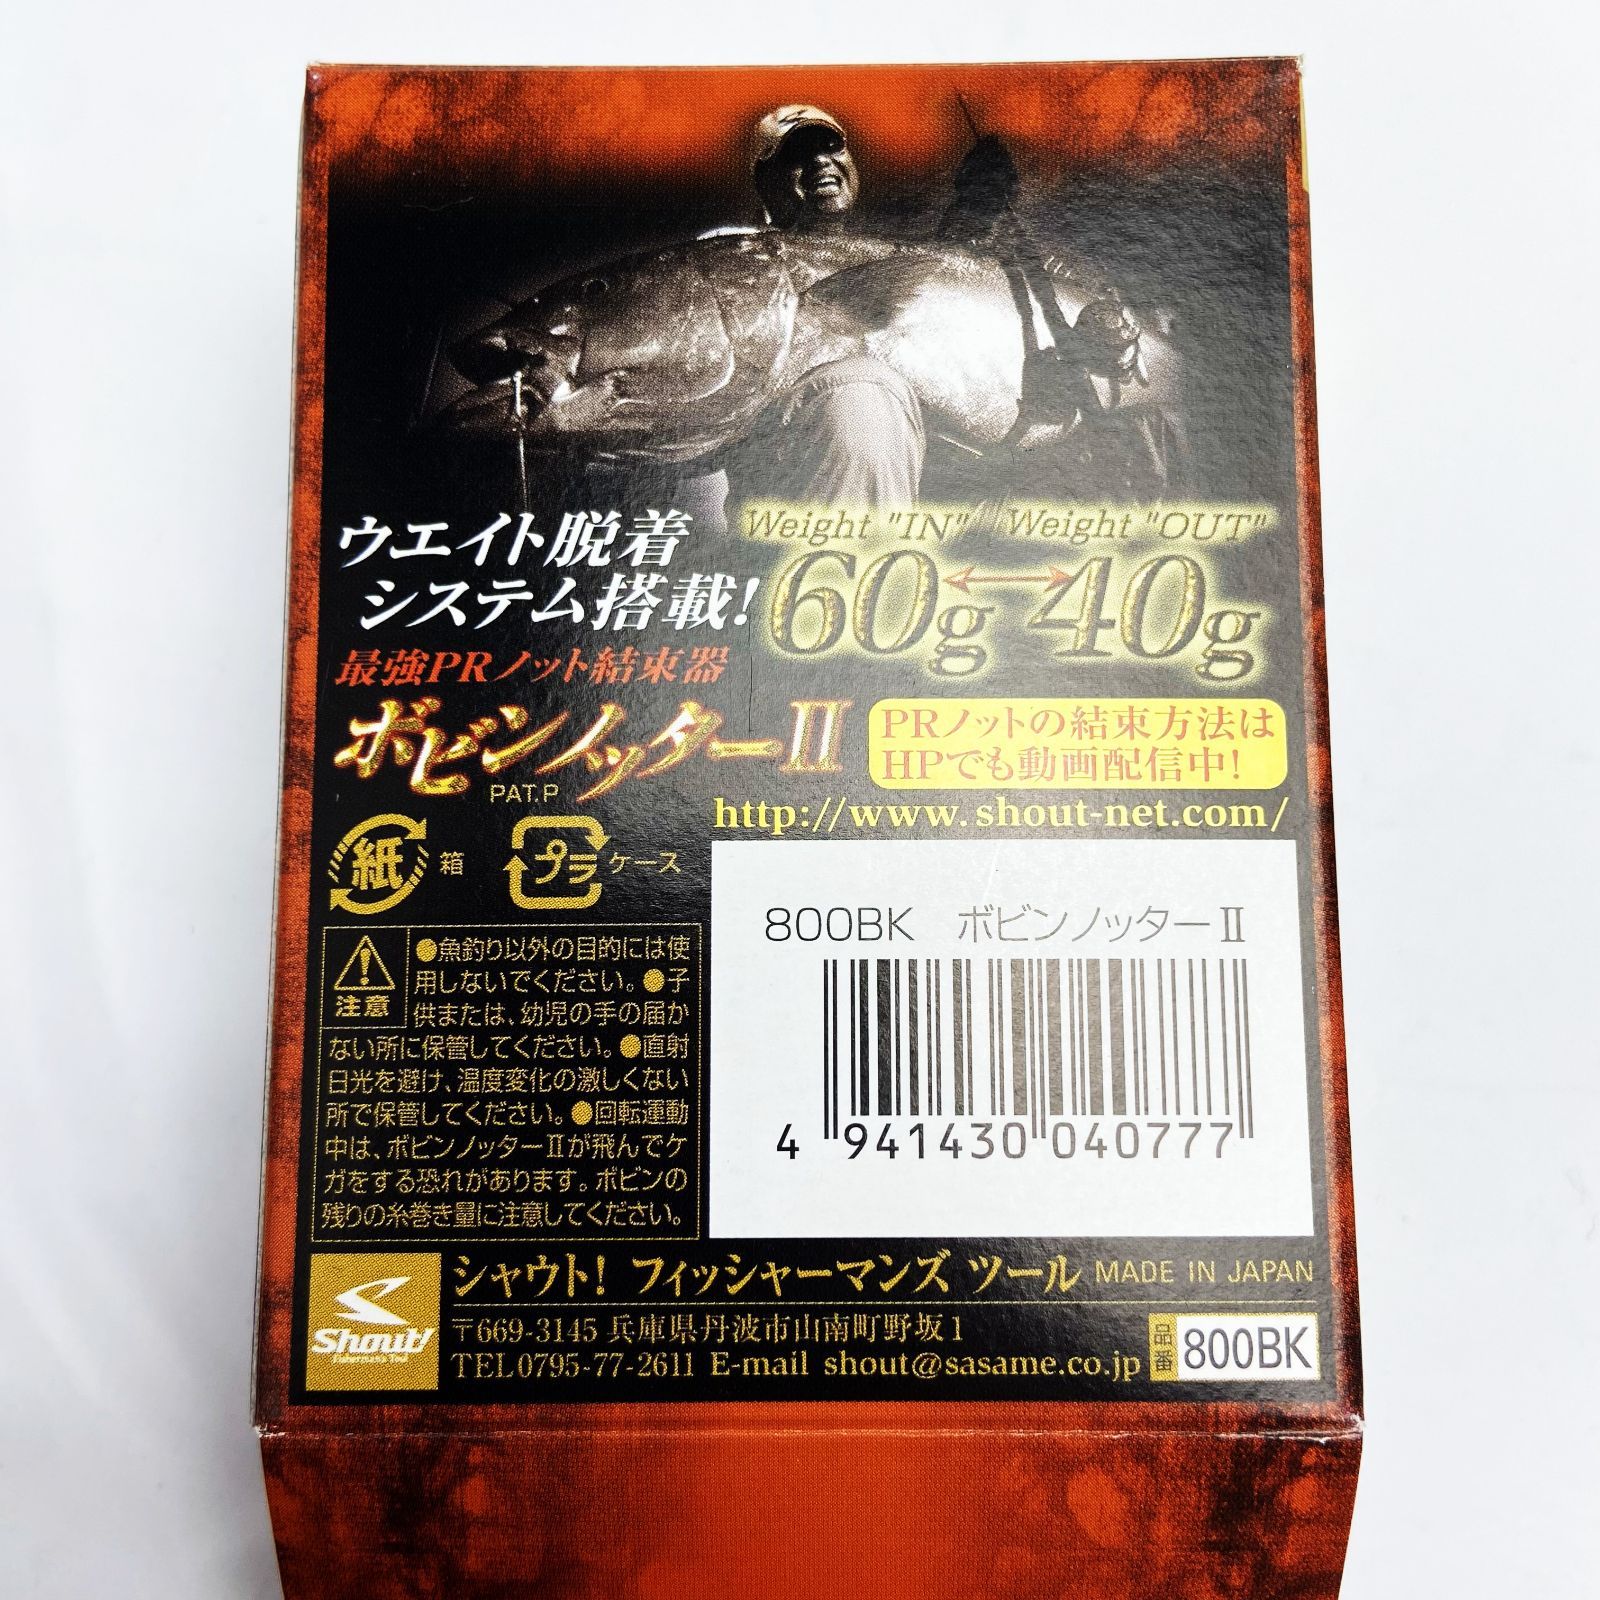 ウエイト脱着
システム搭載!
Weight "IN" Weight "OUT"
60g 40g
最強PRノット結束器
ボビンノッターⅡ
PAT.P
PRノットの結束方法は
HPでも動画配信中!
http://www.shout-net.com/
紙 箱 プラ ケース
800BK ボビンノッターⅡ
4 941430 040777
注意
●魚釣り以外の目的には使
用しないでください。●子
供または、幼児の手の届か
ない所に保管してください。●直射
日光を避け、温度変化の激しくない
所で保管してください。●回転運動
中は、ボビンノッターⅡが飛んでケ
ガをする恐れがあります。ボビンの
残りの糸巻き量に注意してください。
Shout!
Fisherman's Tool
シャウト! フィッシャーマンズ ツール MADE IN JAPAN
〒669-3145 兵庫県丹波市山南町野坂1
TEL0795-77-2611 E-mail shout@sasame.co.jp
品番 800BK